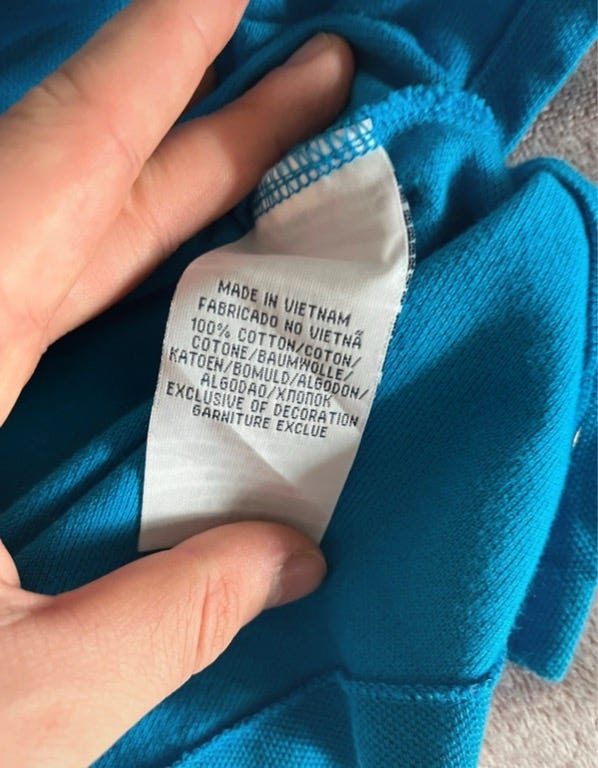 MADE IN VIETNAM
FABRICADO NO VIETNÃ
100% COTTON/COTON/
COTONE/BAUMWOLLE/
KATOEN/BOMULD/ALGODON/
ALGODAO/ХЛОПОК
EXCLUSIVE OF DECORATION
GARNITURE EXCLUE